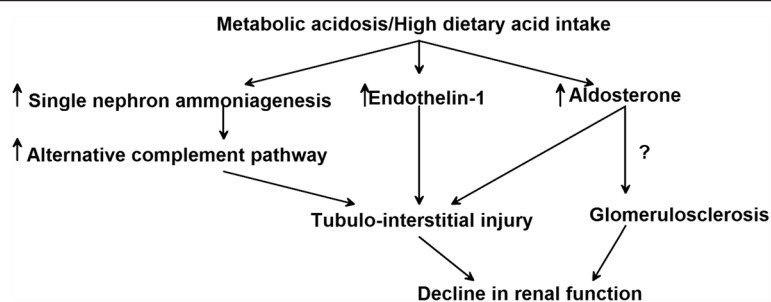 Metabolic acidosis/High dietary acid intake
↑ Single nephron ammoniagenesis ↑ Endothelin-1 ↑ Aldosterone
↑ Alternative complement pathway ?
Tubulo-interstitial injury Glomerulosclerosis
Decline in renal function